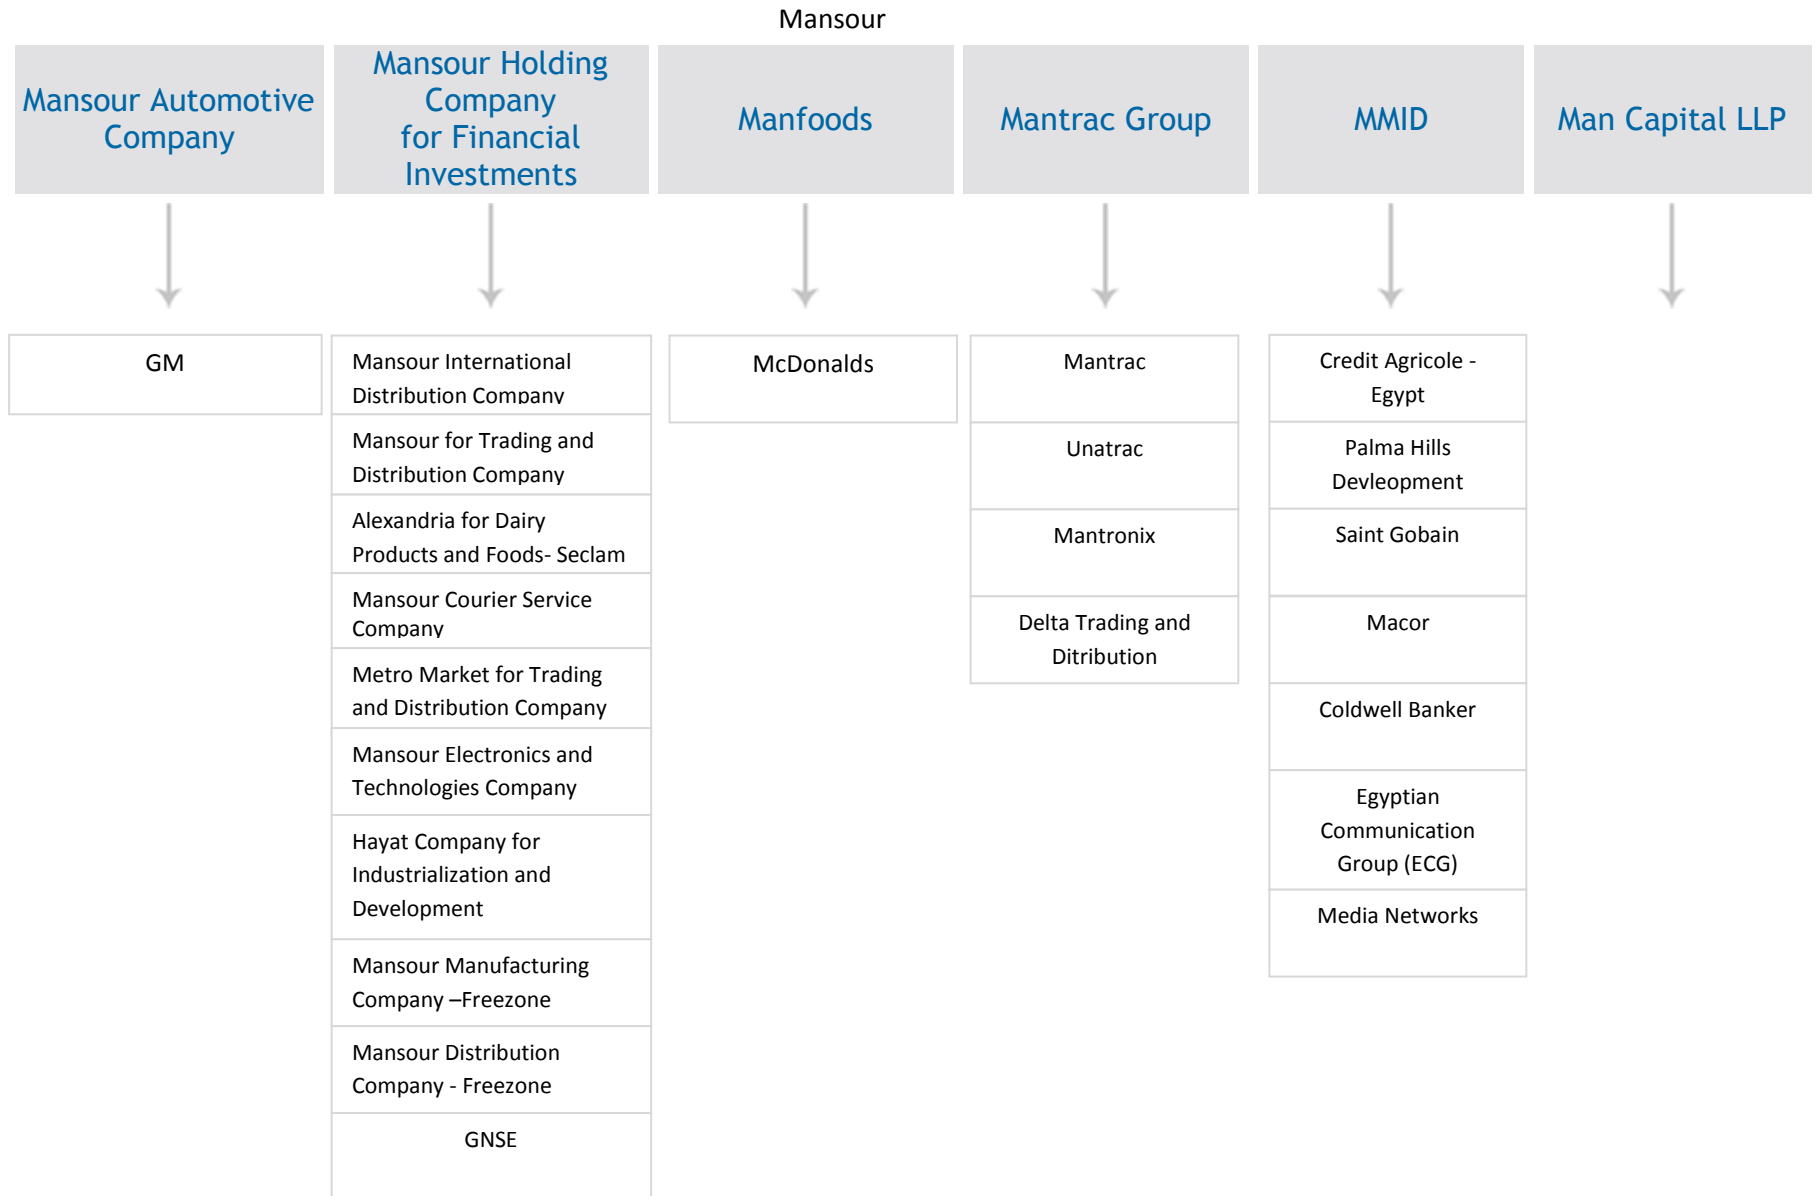 Mansour
Mansour Automotive
Company
Mansour Holding
Company
for Financial
Investments
Manfoods
Mantrac Group
MMID
Man Capital LLP
GM
Mansour International
Distribution Company
Mansour for Trading and
Distribution Company
Alexandria for Dairy
Products and Foods- Seclam
Mansour Courier Service
Company
Metro Market for Trading
and Distribution Company
Mansour Electronics and
Technologies Company
Hayat Company for
Industrialization and
Development
Mansour Manufacturing
Company –Freezone
Mansour Distribution
Company - Freezone
GNSE
McDonalds
Mantrac
Unatrac
Mantronix
Delta Trading and
Ditribution
Credit Agricole -
Egypt
Palma Hills
Devleopment
Saint Gobain
Macor
Coldwell Banker
Egyptian
Communication
Group (ECG)
Media Networks